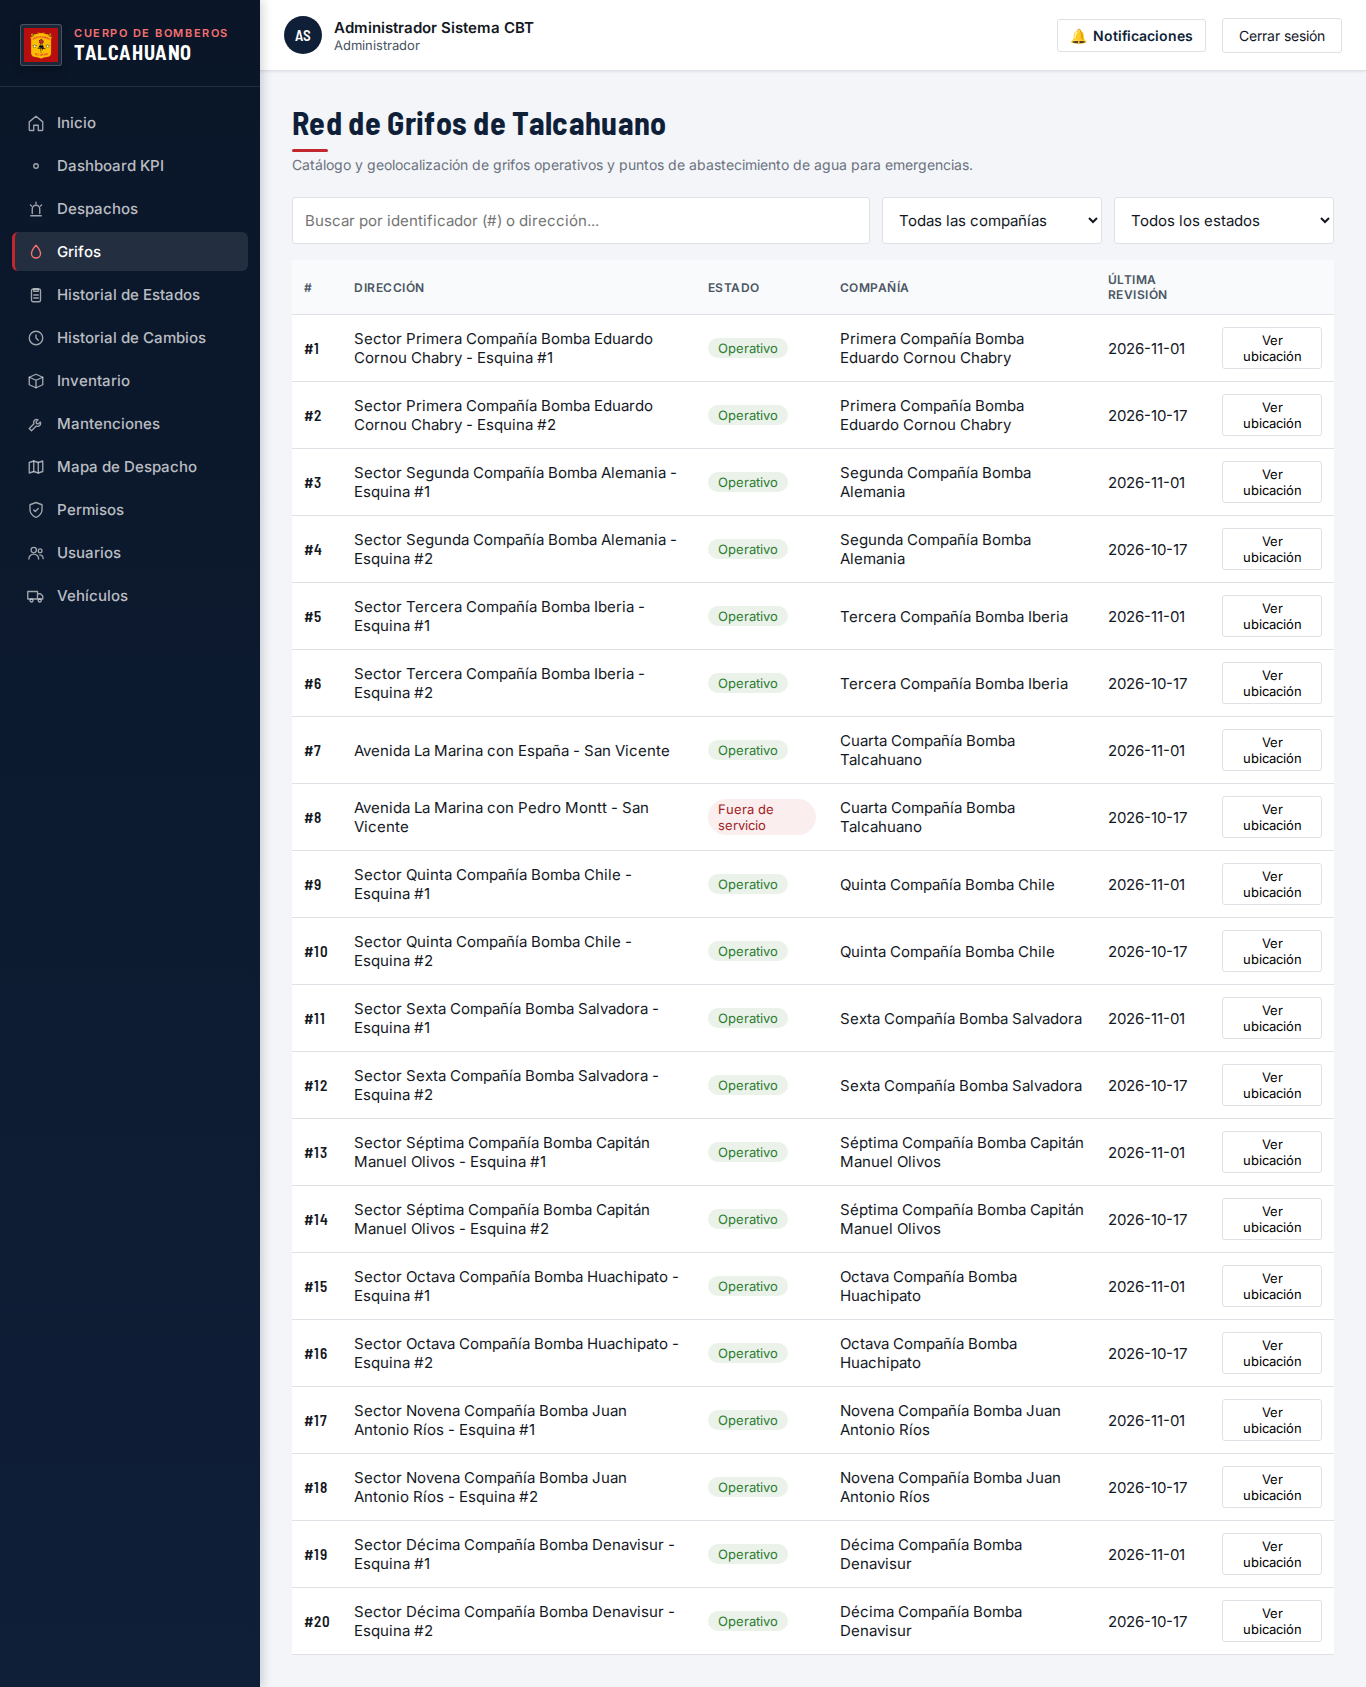 CUERPO DE BOMBEROS
TALCAHUANO
Inicio
Dashboard KPI
Despachos
Grifos
Historial de Estados
Historial de Cambios
Inventario
Mantenciones
Mapa de Despacho
Permisos
Usuarios
Vehículos
AS
Administrador Sistema CBT
Administrador
Notificaciones
Cerrar sesión
Red de Grifos de Talcahuano
Catálogo y geolocalización de grifos operativos y puntos de abastecimiento de agua para emergencias.
Buscar por identificador (#) o dirección...
Todas las compañías
Todos los estados
# DIRECCIÓN ESTADO COMPAÑÍA ÚLTIMA
REVISIÓN
#1 Sector Primera Compañía Bomba Eduardo
Cornou Chabry - Esquina #1 Operativo Primera Compañía Bomba
Eduardo Cornou Chabry 2026-11-01 Ver
ubicación
#2 Sector Primera Compañía Bomba Eduardo
Cornou Chabry - Esquina #2 Operativo Primera Compañía Bomba
Eduardo Cornou Chabry 2026-10-17 Ver
ubicación
#3 Sector Segunda Compañía Bomba Alemania -
Esquina #1 Operativo Segunda Compañía Bomba
Alemania 2026-11-01 Ver
ubicación
#4 Sector Segunda Compañía Bomba Alemania -
Esquina #2 Operativo Segunda Compañía Bomba
Alemania 2026-10-17 Ver
ubicación
#5 Sector Tercera Compañía Bomba Iberia -
Esquina #1 Operativo Tercera Compañía Bomba Iberia 2026-11-01 Ver
ubicación
#6 Sector Tercera Compañía Bomba Iberia -
Esquina #2 Operativo Tercera Compañía Bomba Iberia 2026-10-17 Ver
ubicación
#7 Avenida La Marina con España - San Vicente Operativo Cuarta Compañía Bomba
Talcahuano 2026-11-01 Ver
ubicación
#8 Avenida La Marina con Pedro Montt - San
Vicente Fuera de
servicio Cuarta Compañía Bomba
Talcahuano 2026-10-17 Ver
ubicación
#9 Sector Quinta Compañía Bomba Chile -
Esquina #1 Operativo Quinta Compañía Bomba Chile 2026-11-01 Ver
ubicación
#10 Sector Quinta Compañía Bomba Chile -
Esquina #2 Operativo Quinta Compañía Bomba Chile 2026-10-17 Ver
ubicación
#11 Sector Sexta Compañía Bomba Salvadora -
Esquina #1 Operativo Sexta Compañía Bomba Salvadora 2026-11-01 Ver
ubicación
#12 Sector Sexta Compañía Bomba Salvadora -
Esquina #2 Operativo Sexta Compañía Bomba Salvadora 2026-10-17 Ver
ubicación
#13 Sector Séptima Compañía Bomba Capitán
Manuel Olivos - Esquina #1 Operativo Séptima Compañía Bomba Capitán
Manuel Olivos 2026-11-01 Ver
ubicación
#14 Sector Séptima Compañía Bomba Capitán
Manuel Olivos - Esquina #2 Operativo Séptima Compañía Bomba Capitán
Manuel Olivos 2026-10-17 Ver
ubicación
#15 Sector Octava Compañía Bomba Huachipato -
Esquina #1 Operativo Octava Compañía Bomba
Huachipato 2026-11-01 Ver
ubicación
#16 Sector Octava Compañía Bomba Huachipato -
Esquina #2 Operativo Octava Compañía Bomba
Huachipato 2026-10-17 Ver
ubicación
#17 Sector Novena Compañía Bomba Juan
Antonio Ríos - Esquina #1 Operativo Novena Compañía Bomba Juan
Antonio Ríos 2026-11-01 Ver
ubicación
#18 Sector Novena Compañía Bomba Juan
Antonio Ríos - Esquina #2 Operativo Novena Compañía Bomba Juan
Antonio Ríos 2026-10-17 Ver
ubicación
#19 Sector Décima Compañía Bomba Denavisur -
Esquina #1 Operativo Décima Compañía Bomba
Denavisur 2026-11-01 Ver
ubicación
#20 Sector Décima Compañía Bomba Denavisur -
Esquina #2 Operativo Décima Compañía Bomba
Denavisur 2026-10-17 Ver
ubicación